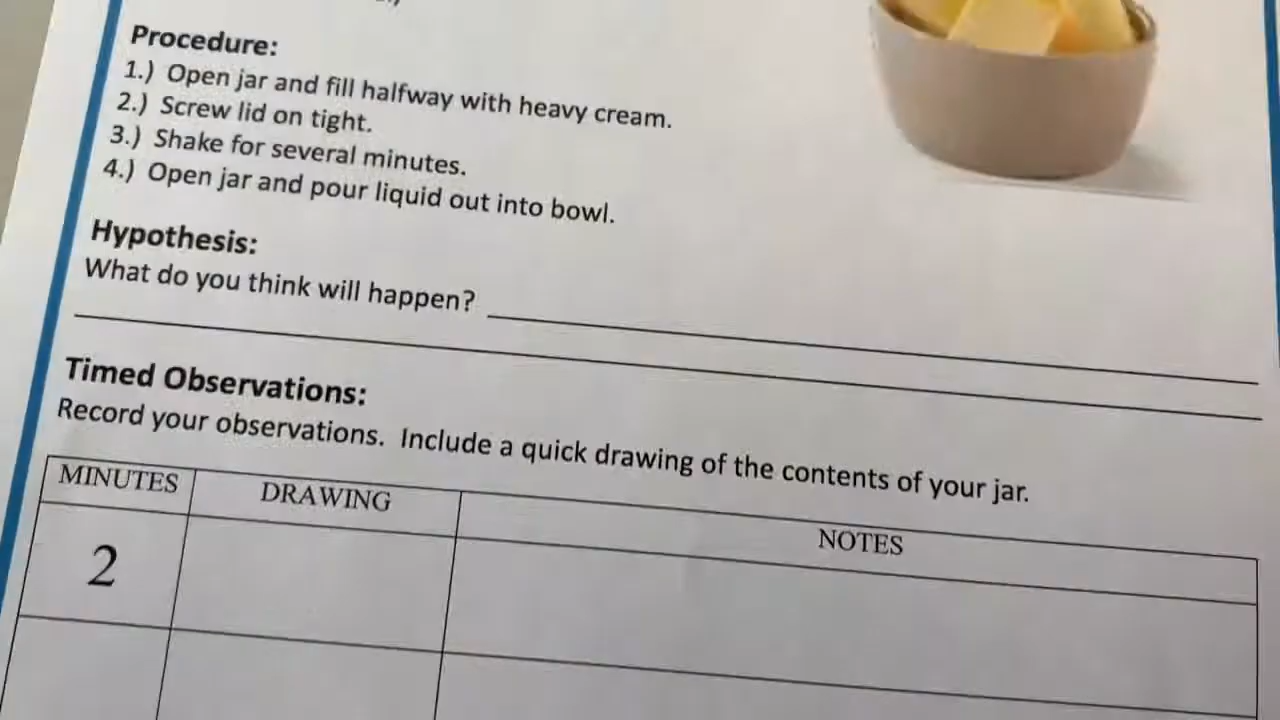 Procedure:
1.) Open jar and fill halfway with heavy cream.
2.) Screw lid on tight.
3.) Shake for several minutes.
4.) Open jar and pour liquid out into bowl.
Hypothesis:
What do you think will happen?
Timed Observations:
Record your observations. Include a quick drawing of the contents of your jar.
MINUTES DRAWING NOTES
2